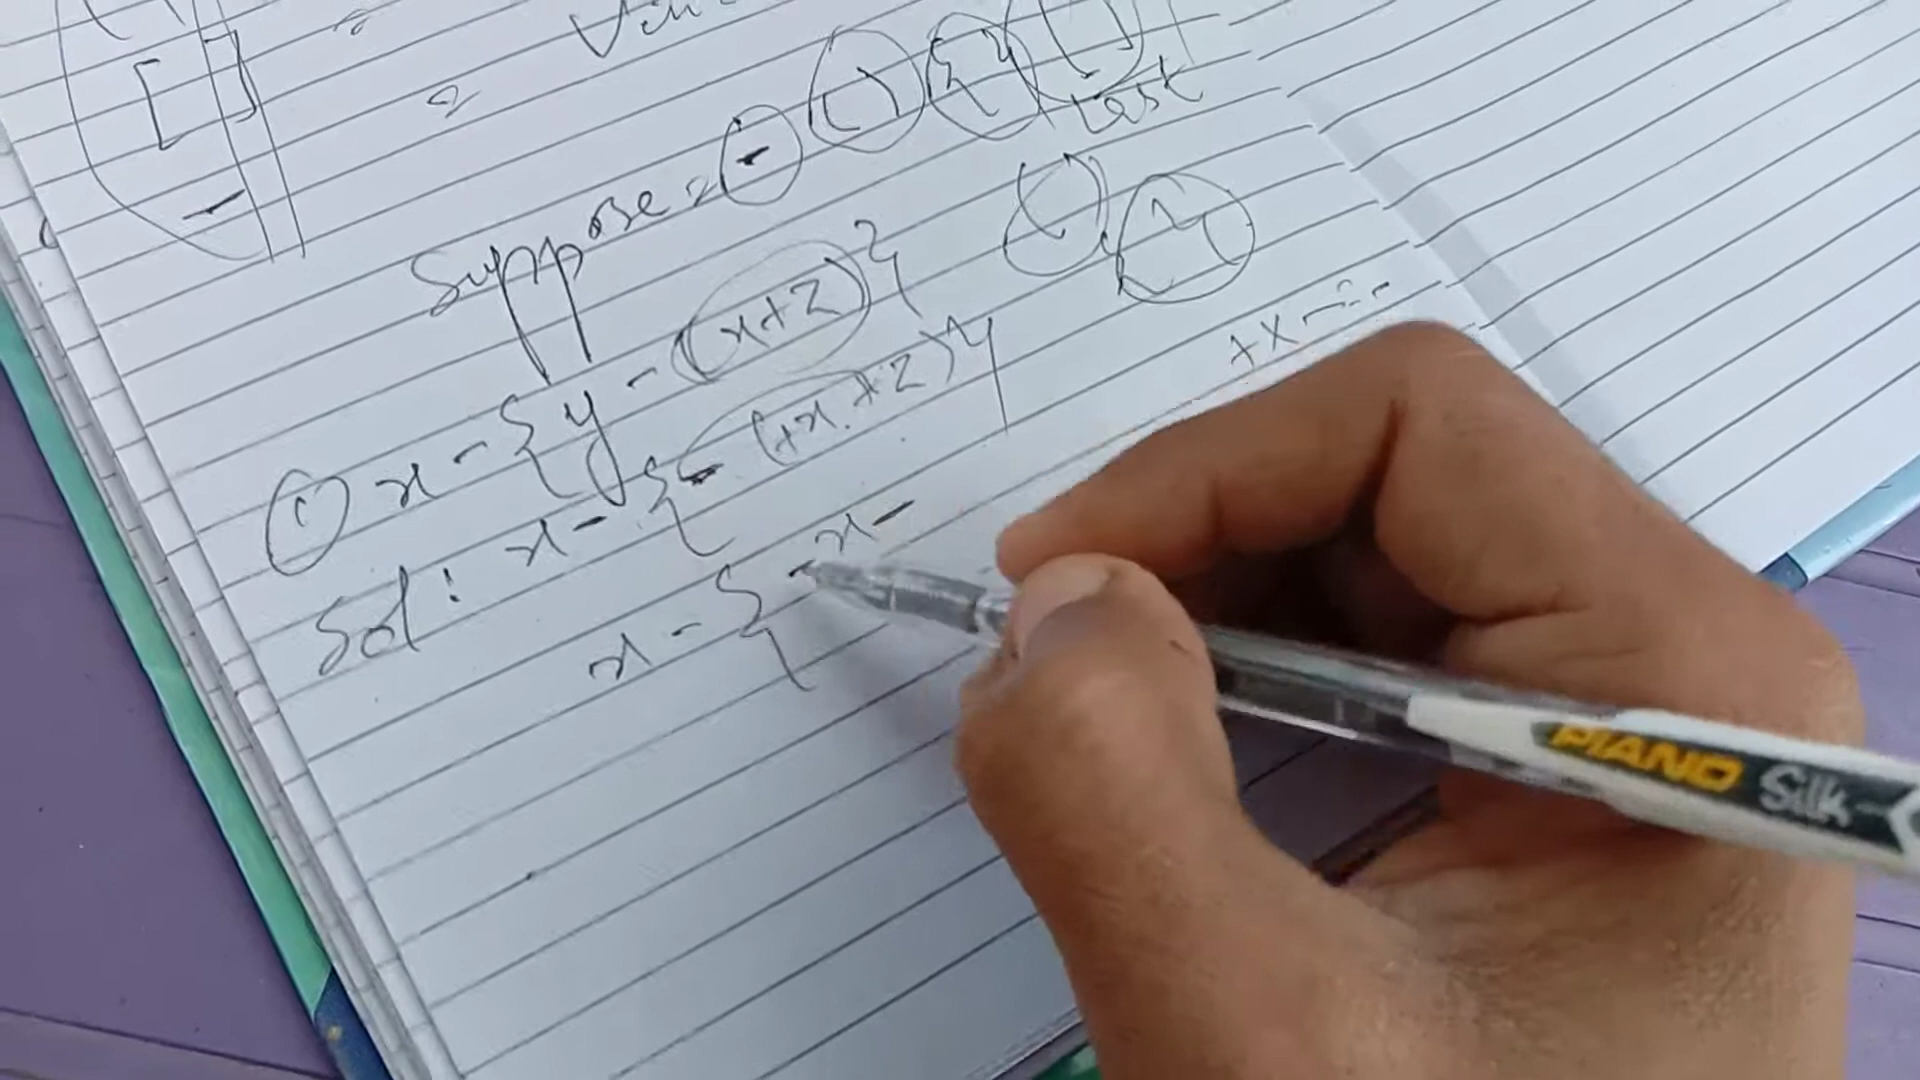 [ ]
-
Suppose = - ( ) { } [ ]
Last
( ) { }
① x - { y - (x+z) }
+ x - = -
Sol : x - { - (+x + z) }
x - { - x -
PIANO Silk